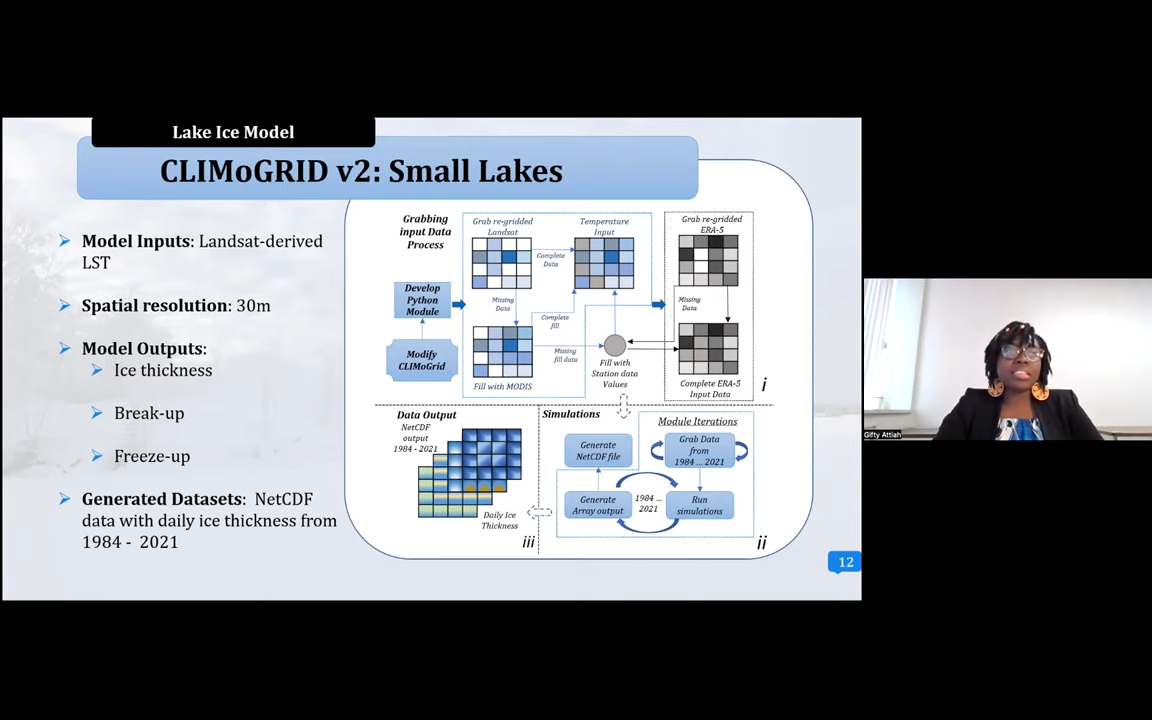 Lake Ice Model
CLIMoGRID v2: Small Lakes
Model Inputs: Landsat-derived
LST
Spatial resolution: 30m
Model Outputs:
Ice thickness
Break-up
Freeze-up
Generated Datasets: NetCDF
data with daily ice thickness from
1984 - 2021
Grabbing
input Data
Process
Develop
Python
Module
Modify
CLIMoGrid
Grab re-gridded
Landsat
Complete
Data
Temperature
Input
Missing
Data
Complete
fill
Missing
fill data
Fill with MODIS
Fill with
Station data
Values
Grab re-gridded
ERA-5
Missing
Data
Complete ERA-5
Input Data
i
Data Output
NetCDF
output
1984 - 2021
Daily Ice
Thickness
iii
Simulations
Module Iterations
Generate
NetCDF file
Grab Data
from
1984 ... 2021
Generate
Array output
1984 ...
2021
Run
simulations
ii
12
Gifty Attiah